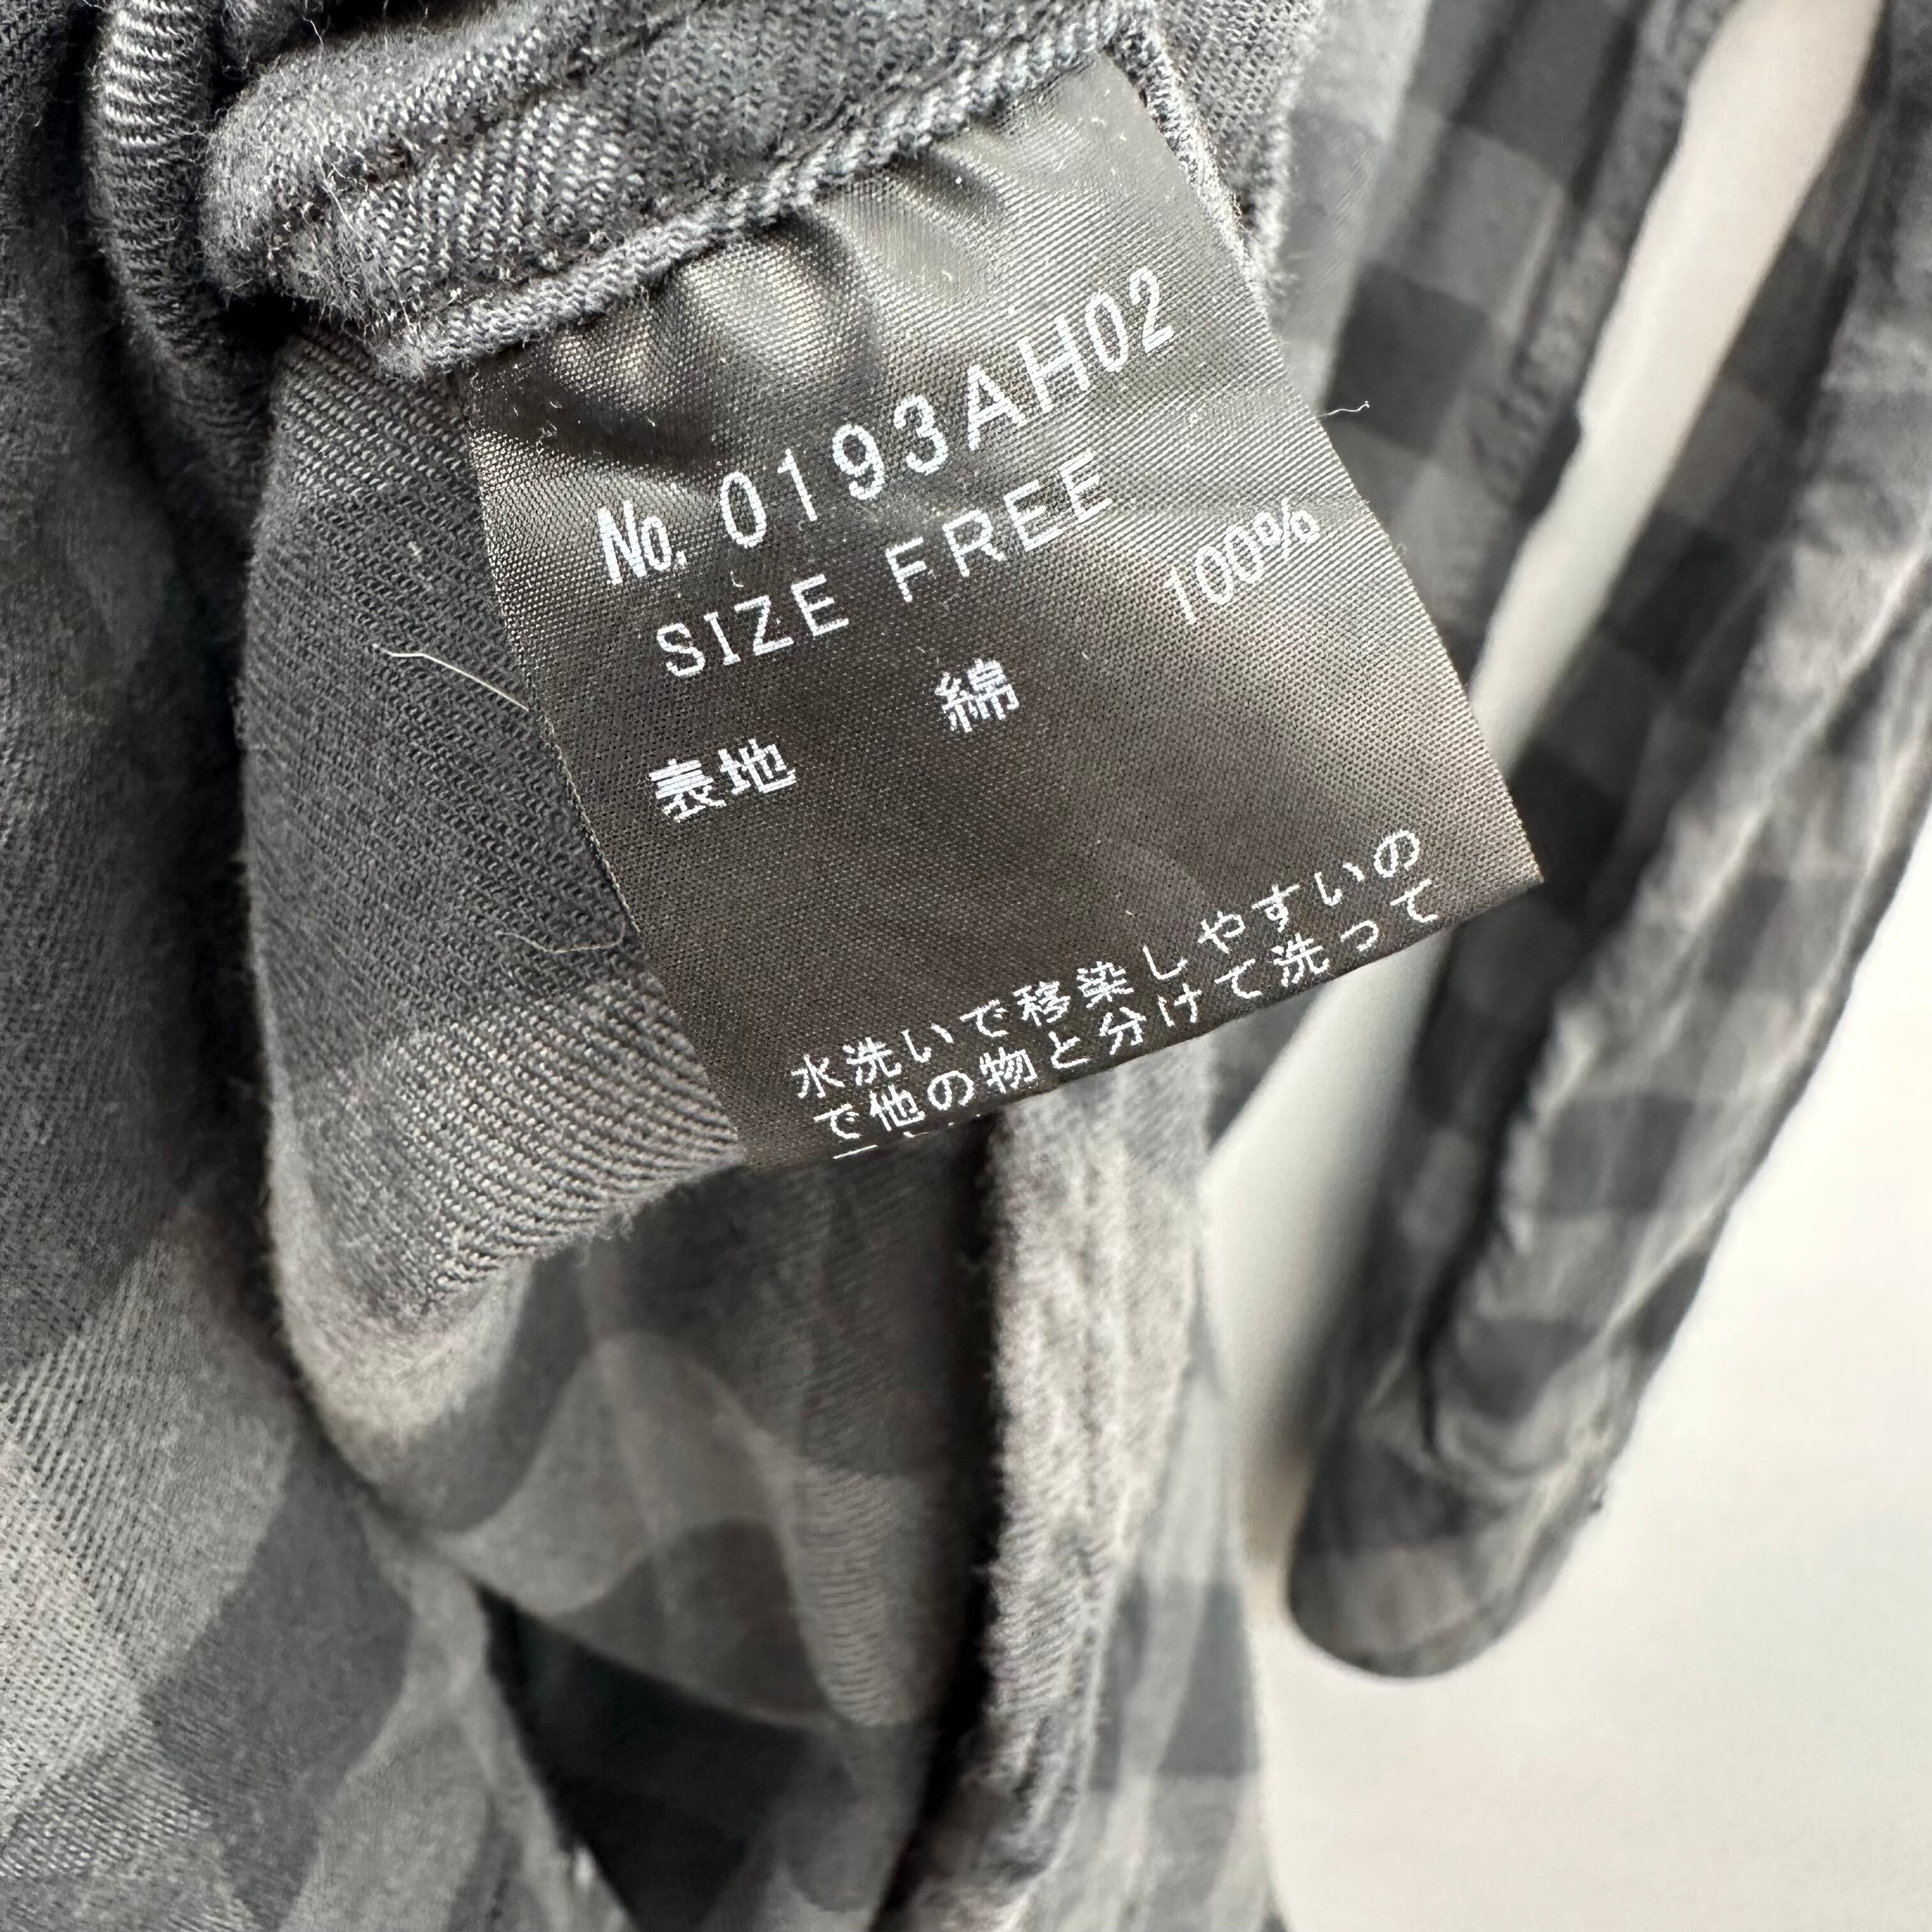 No. 0193AH02
SIZE FREE
表地 綿 100%
水洗いで移染しやすいの
で他の物と分けて洗って